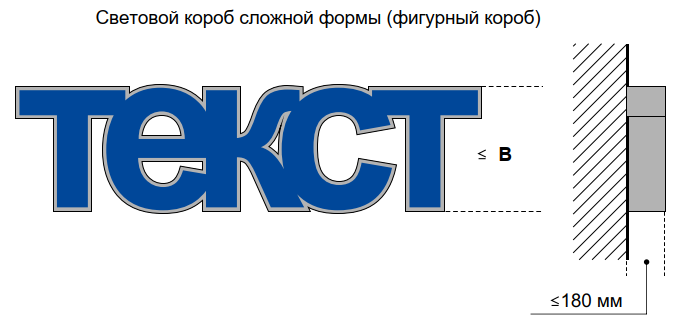 Световой короб сложной формы (фигурный короб)
текст
≤ В
≤180 мм